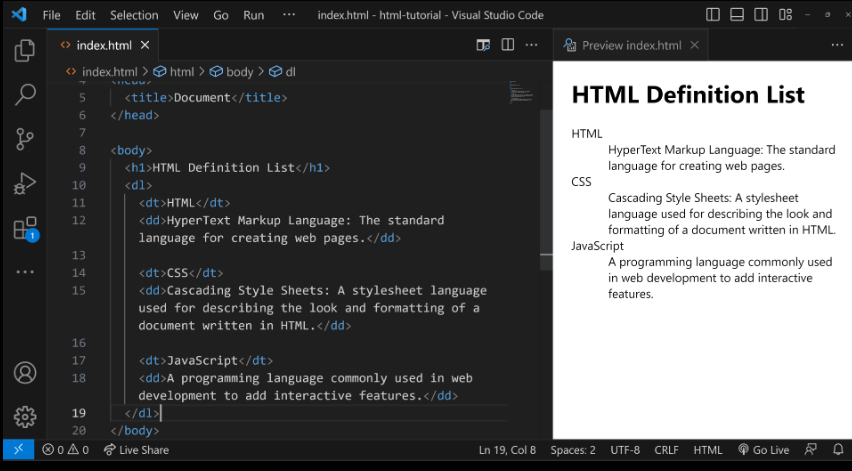 File Edit Selection View Go Run ··· index.html - html-tutorial - Visual Studio Code
index.html
Preview index.html
index.html > html > body > dl
4 <head>
5 <title>Document</title>
6 </head>
7
8 <body>
9 <h1>HTML Definition List</h1>
10 <dl>
11 <dt>HTML</dt>
12 <dd>HyperText Markup Language: The standard
language for creating web pages.</dd>
13
14 <dt>CSS</dt>
15 <dd>Cascading Style Sheets: A stylesheet language
used for describing the look and formatting of a
document written in HTML.</dd>
16
17 <dt>JavaScript</dt>
18 <dd>A programming language commonly used in web
development to add interactive features.</dd>
19 </dl>
20 </body>
1
HTML Definition List
HTML
HyperText Markup Language: The standard
language for creating web pages.
CSS
Cascading Style Sheets: A stylesheet
language used for describing the look and
formatting of a document written in HTML.
JavaScript
A programming language commonly used
in web development to add interactive
features.
0 0 Live Share Ln 19, Col 8 Spaces: 2 UTF-8 CRLF HTML Go Live